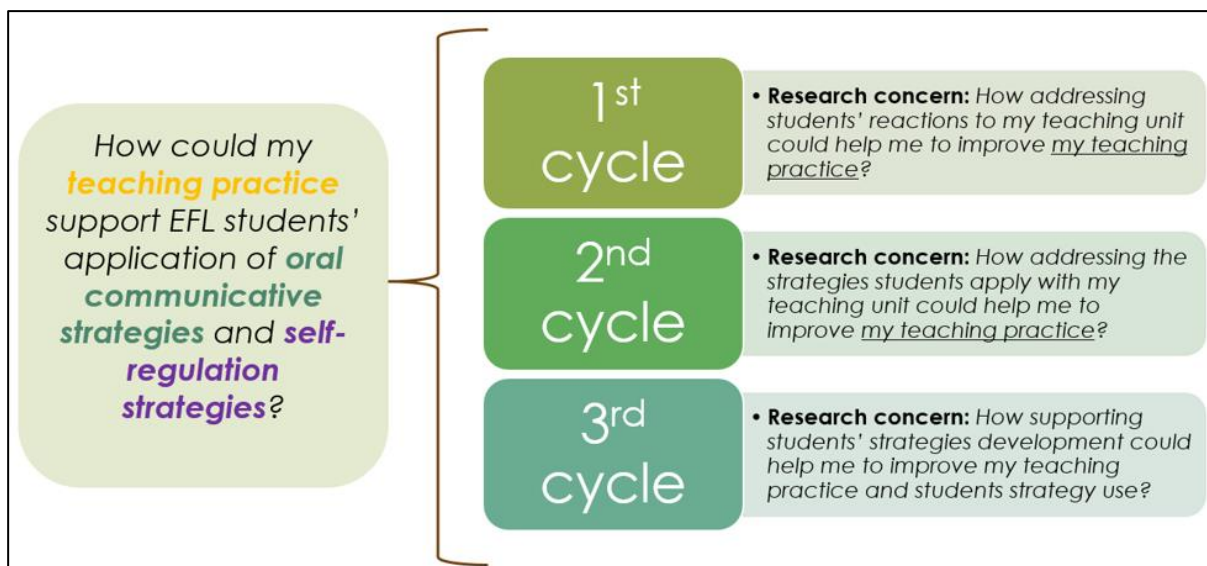 How could my
teaching practice
support EFL students’
application of oral
communicative
strategies and self-
regulation
strategies?
1st
cycle
• Research concern: How addressing
students’ reactions to my teaching unit
could help me to improve my teaching
practice?
2nd
cycle
• Research concern: How addressing the
strategies students apply with my
teaching unit could help me to
improve my teaching practice?
3rd
cycle
• Research concern: How supporting
students’ strategies development could
help me to improve my teaching
practice and students strategy use?